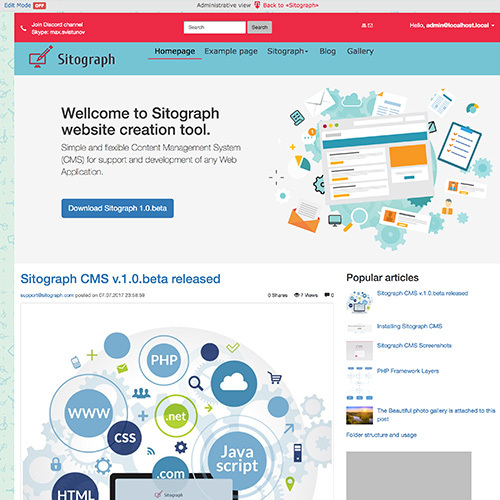 Edit Mode OFF
Administrative view
Back to «Sitograph»
Join Discord channel
Skype: max.svistunov
Search
Search
Hello, admin@localhost.local
Sitograph
Homepage
Example page
Sitograph
Blog
Gallery
Wellcome to Sitograph
website creation tool.
Simple and flexible Content Management System
(CMS) for support and development of any Web
Application.
Download Sitograph 1.0.beta
Sitograph CMS v.1.0.beta released
support@sitograph.com posted on 07.07.2017 23:58:59
0 Shares
7 Views
0
PHP
WWW
.net
CSS
Java
script
.com
HTML
Sitograph
Popular articles
Sitograph CMS v.1.0.beta released
Installing Sitograph CMS
Sitograph CMS Screenshots
PHP Framework Layers
The Beautiful photo gallery is attached to this
post
Folder structure and usage